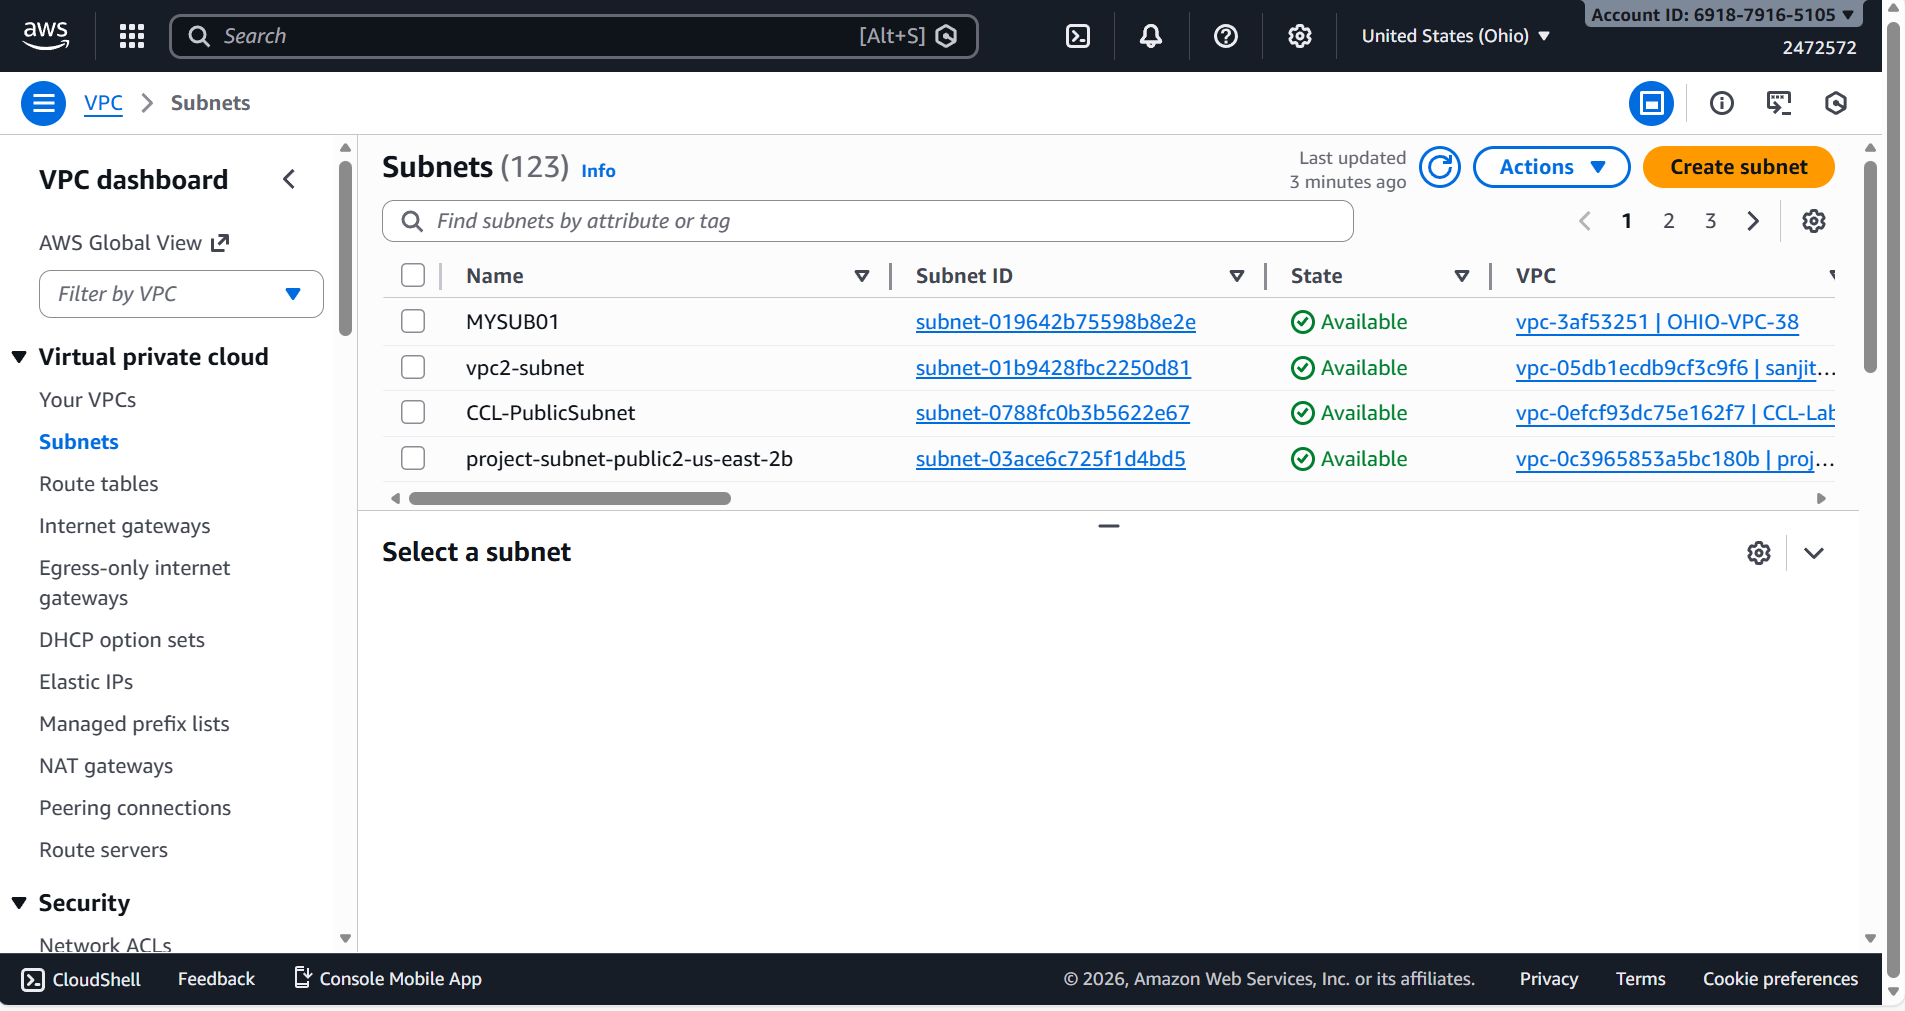 aws
Search
[Alt+S]
United States (Ohio)
Account ID: 6918-7916-5105
2472572
VPC
Subnets
VPC dashboard
AWS Global View
Filter by VPC
Virtual private cloud
Your VPCs
Subnets
Route tables
Internet gateways
Egress-only internet
gateways
DHCP option sets
Elastic IPs
Managed prefix lists
NAT gateways
Peering connections
Route servers
Security
Network ACLs
Subnets (123) Info
Last updated
3 minutes ago
Actions
Create subnet
Find subnets by attribute or tag
1 2 3
Name Subnet ID State VPC
MYSUB01 subnet-019642b75598b8e2e Available vpc-3af53251 | OHIO-VPC-38
vpc2-subnet subnet-01b9428fbc2250d81 Available vpc-05db1ecdb9cf3c9f6 | sanjit...
CCL-PublicSubnet subnet-0788fc0b3b5622e67 Available vpc-0efcf93dc75e162f7 | CCL-Lab
project-subnet-public2-us-east-2b subnet-03ace6c725f1d4bd5 Available vpc-0c3965853a5bc180b | proj...
Select a subnet
CloudShell
Feedback
Console Mobile App
© 2026, Amazon Web Services, Inc. or its affiliates.
Privacy
Terms
Cookie preferences